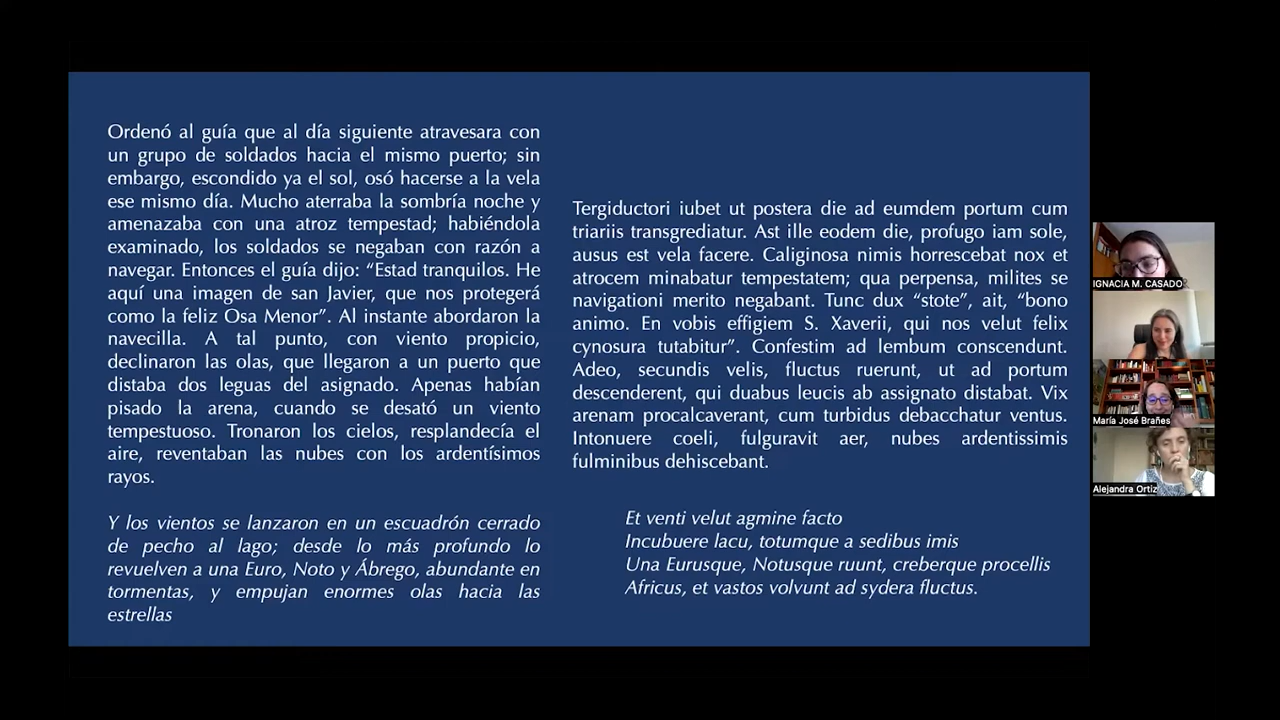 Ordenó al guía que al día siguiente atravesara con
un grupo de soldados hacia el mismo puerto; sin
embargo, escondido ya el sol, osó hacerse a la vela
ese mismo día. Mucho aterraba la sombría noche y
amenazaba con una atroz tempestad; habiéndola
examinado, los soldados se negaban con razón a
navegar. Entonces el guía dijo: “Estad tranquilos. He
aquí una imagen de san Javier, que nos protegerá
como la feliz Osa Menor”. Al instante abordaron la
navecilla. A tal punto, con viento propicio,
declinaron las olas, que llegaron a un puerto que
distaba dos leguas del asignado. Apenas habían
pisado la arena, cuando se desató un viento
tempestuoso. Tronaron los cielos, resplandecía el
aire, reventaban las nubes con los ardentísimos
rayos.
Y los vientos se lanzaron en un escuadrón cerrado
de pecho al lago; desde lo más profundo lo
revuelven a una Euro, Noto y Ábrego, abundante en
tormentas, y empujan enormes olas hacia las
estrellas
Tergiductori iubet ut postera die ad eumdem portum cum
triariis transgrediatur. Ast ille eodem die, profugo iam sole,
ausus est vela facere. Caliginosa nimis horrescebat nox et
atrocem minabatur tempestatem; qua perpensa, milites se
navigationi merito negabant. Tunc dux “stote”, ait, “bono
animo. En vobis effigiem S. Xaverii, qui nos velut felix
cynosura tutabitur”. Confestim ad lembum conscendunt.
Adeo, secundis velis, fluctus ruerunt, ut ad portum
descenderent, qui duabus leucis ab assignato distabat. Vix
arenam procalcaverant, cum turbidus debacchatur ventus.
Intonuere coeli, fulguravit aer, nubes ardentissimis
fulminibus dehiscebant.
Et venti velut agmine facto
Incubuere lacu, totumque a sedibus imis
Una Eurusque, Notusque ruunt, creberque procellis
Africus, et vastos volvunt ad sydera fluctus.
IGNACIA M. CASADO
María José Brañes
Alejandra Ortiz